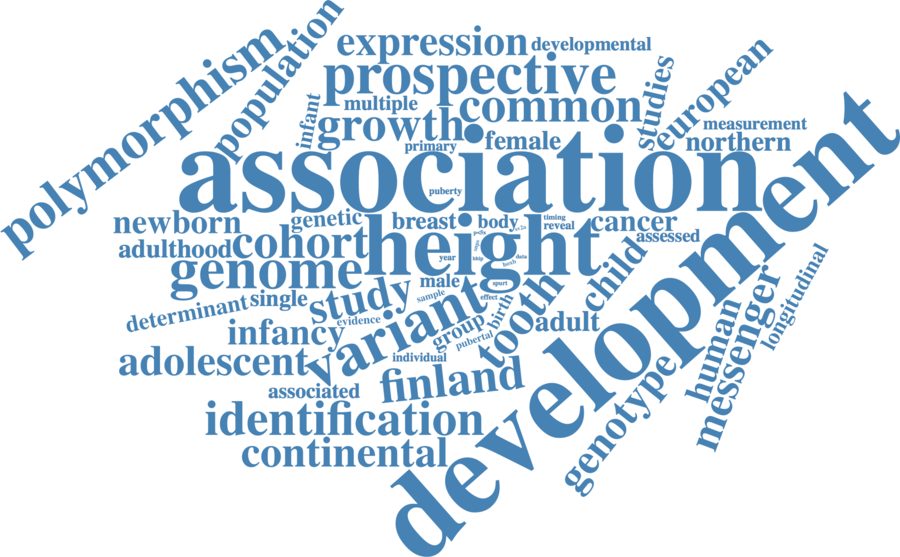 expression
developmental
population
polymorphism
prospective
studies
european
multiple
common
infant
growth
measurement
primary
female
northern
association
development
puberty
newborn
genetic
breast
body
timing
reveal
cancer
adulthood
cohort
height
assessed
genome
year
data
child
male
spurt
determinant
single
study
sample
effect
birth
tooth
longitudinal
messenger
human
variant
evidence
infancy
group
adult
pubertal
adolescent
individual
associated
finland
genotype
identification
continental